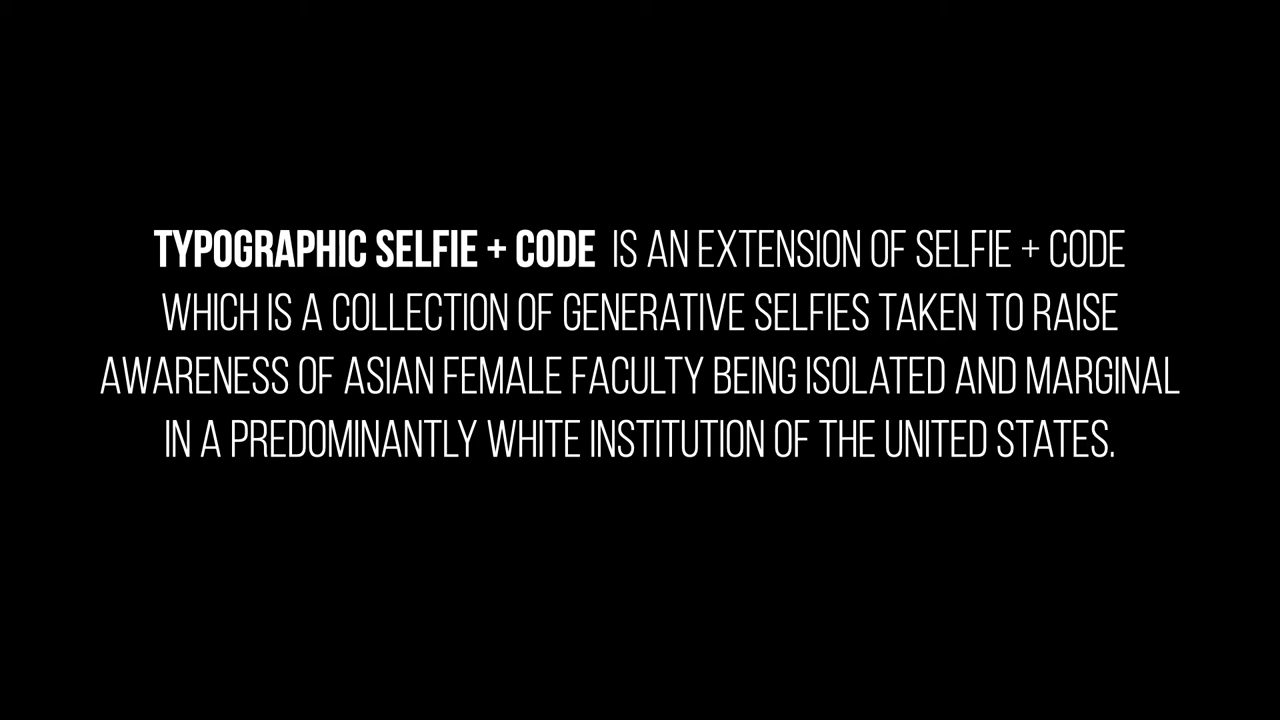 TYPOGRAPHIC SELFIE + CODE IS AN EXTENSION OF SELFIE + CODE
WHICH IS A COLLECTION OF GENERATIVE SELFIES TAKEN TO RAISE
AWARENESS OF ASIAN FEMALE FACULTY BEING ISOLATED AND MARGINAL
IN A PREDOMINANTLY WHITE INSTITUTION OF THE UNITED STATES.